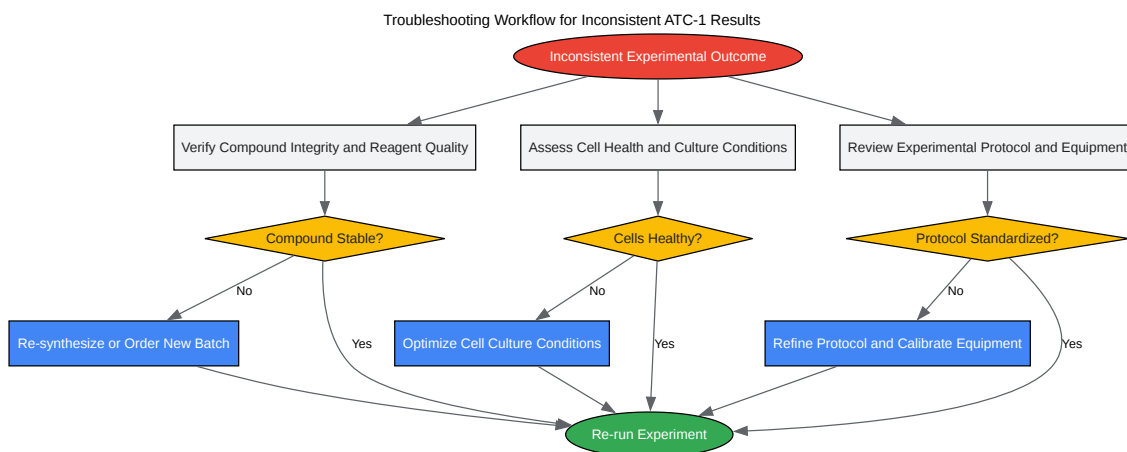 Troubleshooting Workflow for Inconsistent ATC-1 Results
Inconsistent Experimental Outcome
Verify Compound Integrity and Reagent Quality
Assess Cell Health and Culture Conditions
Review Experimental Protocol and Equipment
Compound Stable?
Cells Healthy?
Protocol Standardized?
No
No
No
Re-synthesize or Order New Batch
Yes
Optimize Cell Culture Conditions
Yes
Refine Protocol and Calibrate Equipment
Yes
Re-run Experiment